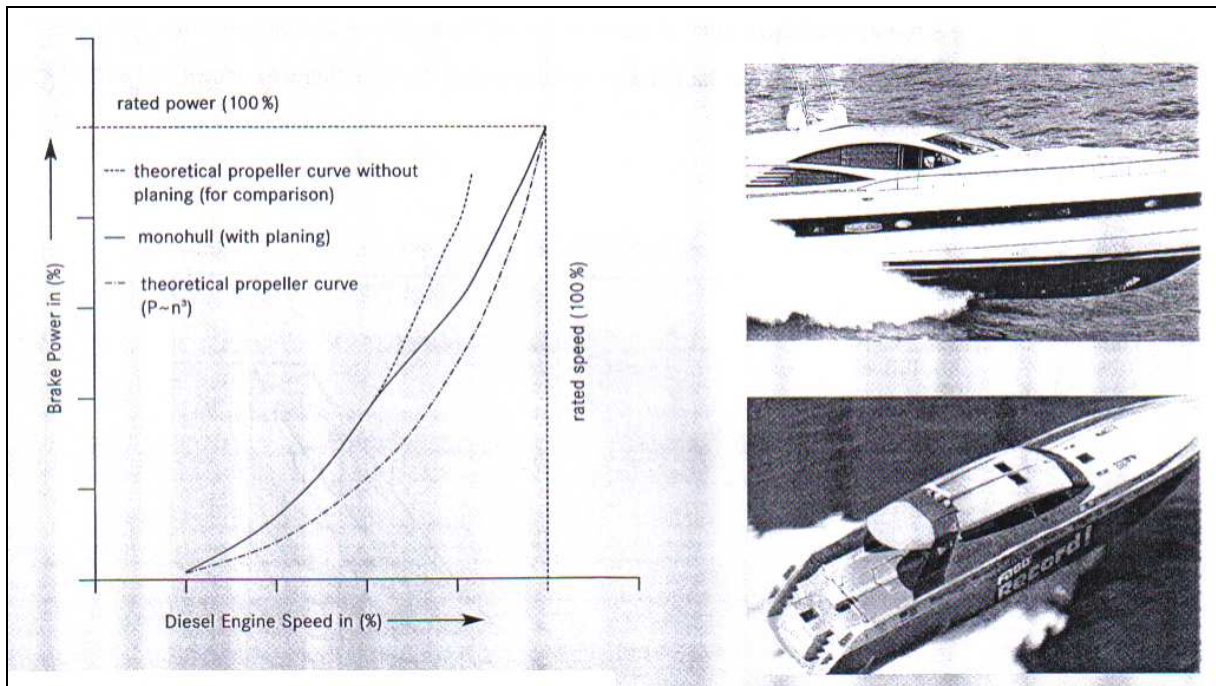 rated power (100 %)
theoretical propeller curve without
planing (for comparison)
monohull (with planing)
theoretical propeller curve
(P~n³)
Brake Power in (%)
rated speed (100 %)
Diesel Engine Speed in (%)
FABO
Record!